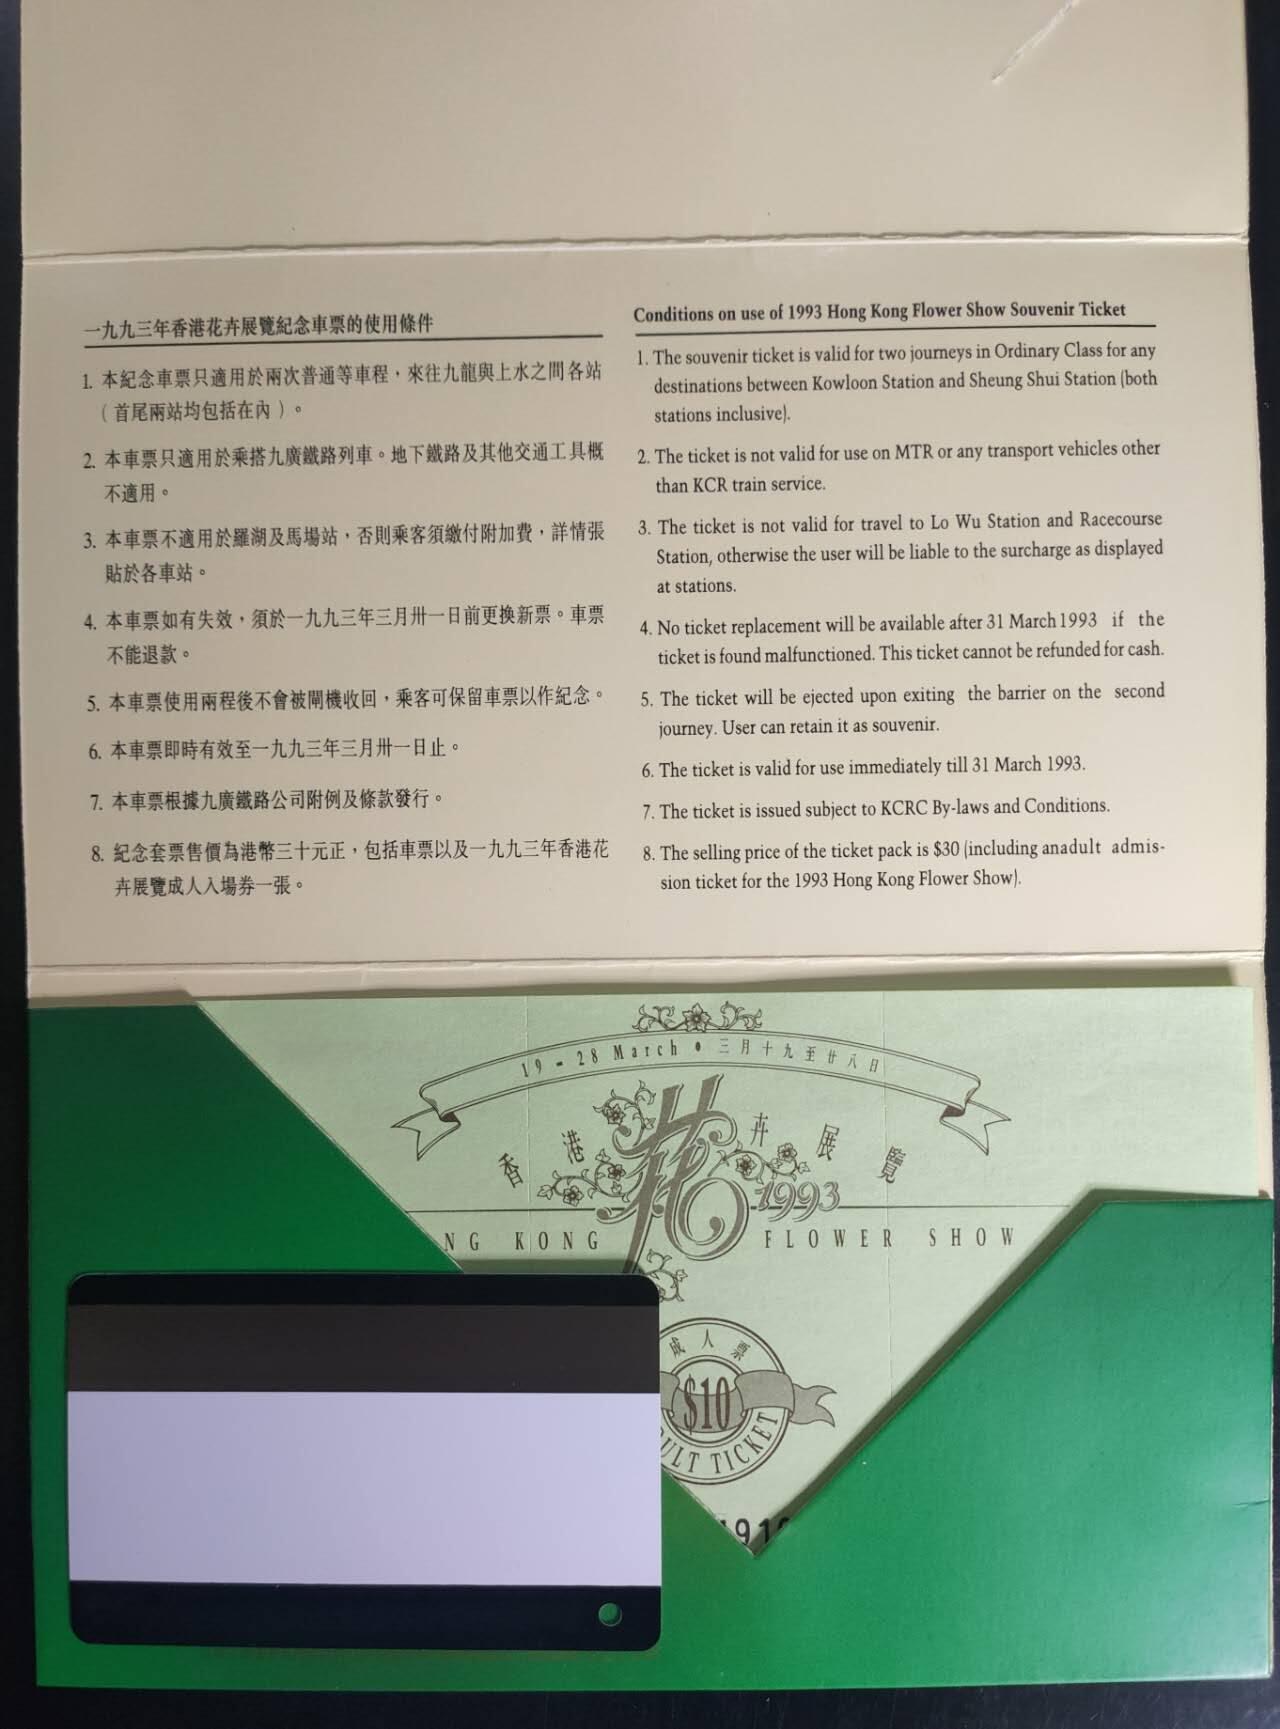 一九九三年香港花卉展覽紀念車票的使用條件
1. 本紀念車票只適用於兩次普通等車程，來往九龍與上水之間各站
（首尾兩站均包括在內）。
2. 本車票只適用於乘搭九廣鐵路列車。地下鐵路及其他交通工具概
不適用。
3. 本車票不適用於羅湖及馬場站，否則乘客須繳付附加費，詳情張
貼於各車站。
4. 本車票如有失效，須於一九九三年三月卅一日前更換新票。車票
不能退款。
5. 本車票使用兩程後不會被閘機收回，乘客可保留車票以作紀念。
6. 本車票即時有效至一九九三年三月卅一日止。
7. 本車票根據九廣鐵路公司附例及條款發行。
8. 紀念套票售價為港幣三十元正，包括車票以及一九九三年香港花
卉展覽成人入場券一張。
Conditions on use of 1993 Hong Kong Flower Show Souvenir Ticket
1. The souvenir ticket is valid for two journeys in Ordinary Class for any
destinations between Kowloon Station and Sheung Shui Station (both
stations inclusive).
2. The ticket is not valid for use on MTR or any transport vehicles other
than KCR train service.
3. The ticket is not valid for travel to Lo Wu Station and Racecourse
Station, otherwise the user will be liable to the surcharge as displayed
at stations.
4. No ticket replacement will be available after 31 March 1993 if the
ticket is found malfunctioned. This ticket cannot be refunded for cash.
5. The ticket will be ejected upon exiting the barrier on the second
journey. User can retain it as souvenir.
6. The ticket is valid for use immediately till 31 March 1993.
7. The ticket is issued subject to KCRC By-laws and Conditions.
8. The selling price of the ticket pack is $30 (including anadult admis-
sion ticket for the 1993 Hong Kong Flower Show).
19 - 28 March • 三月十九至廿八日
香港花卉展覽
1993
NG KONG FLOWER SHOW
成人票
$10
ULT TICKET
91